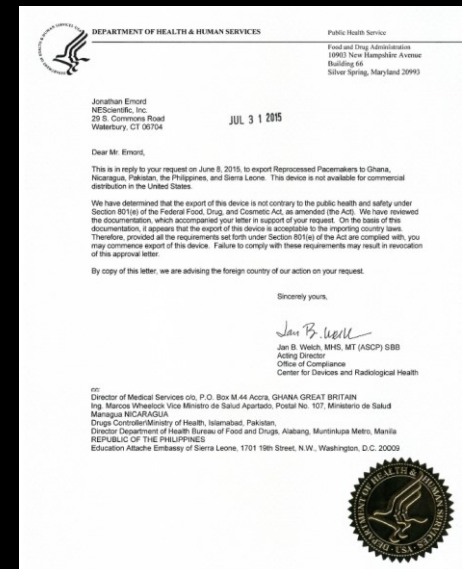 DEPARTMENT OF HEALTH & HUMAN SERVICES
Public Health Service
Food and Drug Administration
10903 New Hampshire Avenue
Building 66
Silver Spring, Maryland 20993
Jonathan Emord
NEScientific, Inc.
29 S. Commons Road
Waterbury, CT 06704
JUL 31 2015
Dear Mr. Emord,
This is in reply to your request on June 8, 2015, to export Reprocessed Pacemakers to Ghana,
Nicaragua, Pakistan, the Philippines, and Sierra Leone. This device is not available for commercial
distribution in the United States.
We have determined that the export of this device is not contrary to the public health and safety under
Section 801(e) of the Federal Food, Drug, and Cosmetic Act, as amended (the Act). We have reviewed
the documentation, which accompanied your letter in support of your request. On the basis of this
documentation, it appears that the export of this device is acceptable to the importing country laws.
Therefore, provided all the requirements set forth under Section 801(e) of the Act are complied with, you
may commence export of this device. Failure to comply with these requirements may result in revocation
of this approval letter.
By copy of this letter, we are advising the foreign country of our action on your request.
Sincerely yours,
Jan B. Welch
Jan B. Welch, MHS, MT (ASCP) SBB
Acting Director
Office of Compliance
Center for Devices and Radiological Health
cc:
Director of Medical Services c/o, P.O. Box M.44 Accra, GHANA GREAT BRITAIN
Ing. Marcos Wheelock Vice Ministro de Salud Apartado, Postal No. 107, Ministerio de Salud
Managua NICARAGUA
Drugs Controller\Ministry of Health, Islamabad, Pakistan,
Director Department of Health Bureau of Food and Drugs, Alabang, Muntinlupa Metro, Manila
REPUBLIC OF THE PHILIPPINES
Education Attache Embassy of Sierra Leone, 1701 19th Street, N.W., Washington, D.C. 20009
DEPARTMENT OF HEALTH & HUMAN SERVICES · USA